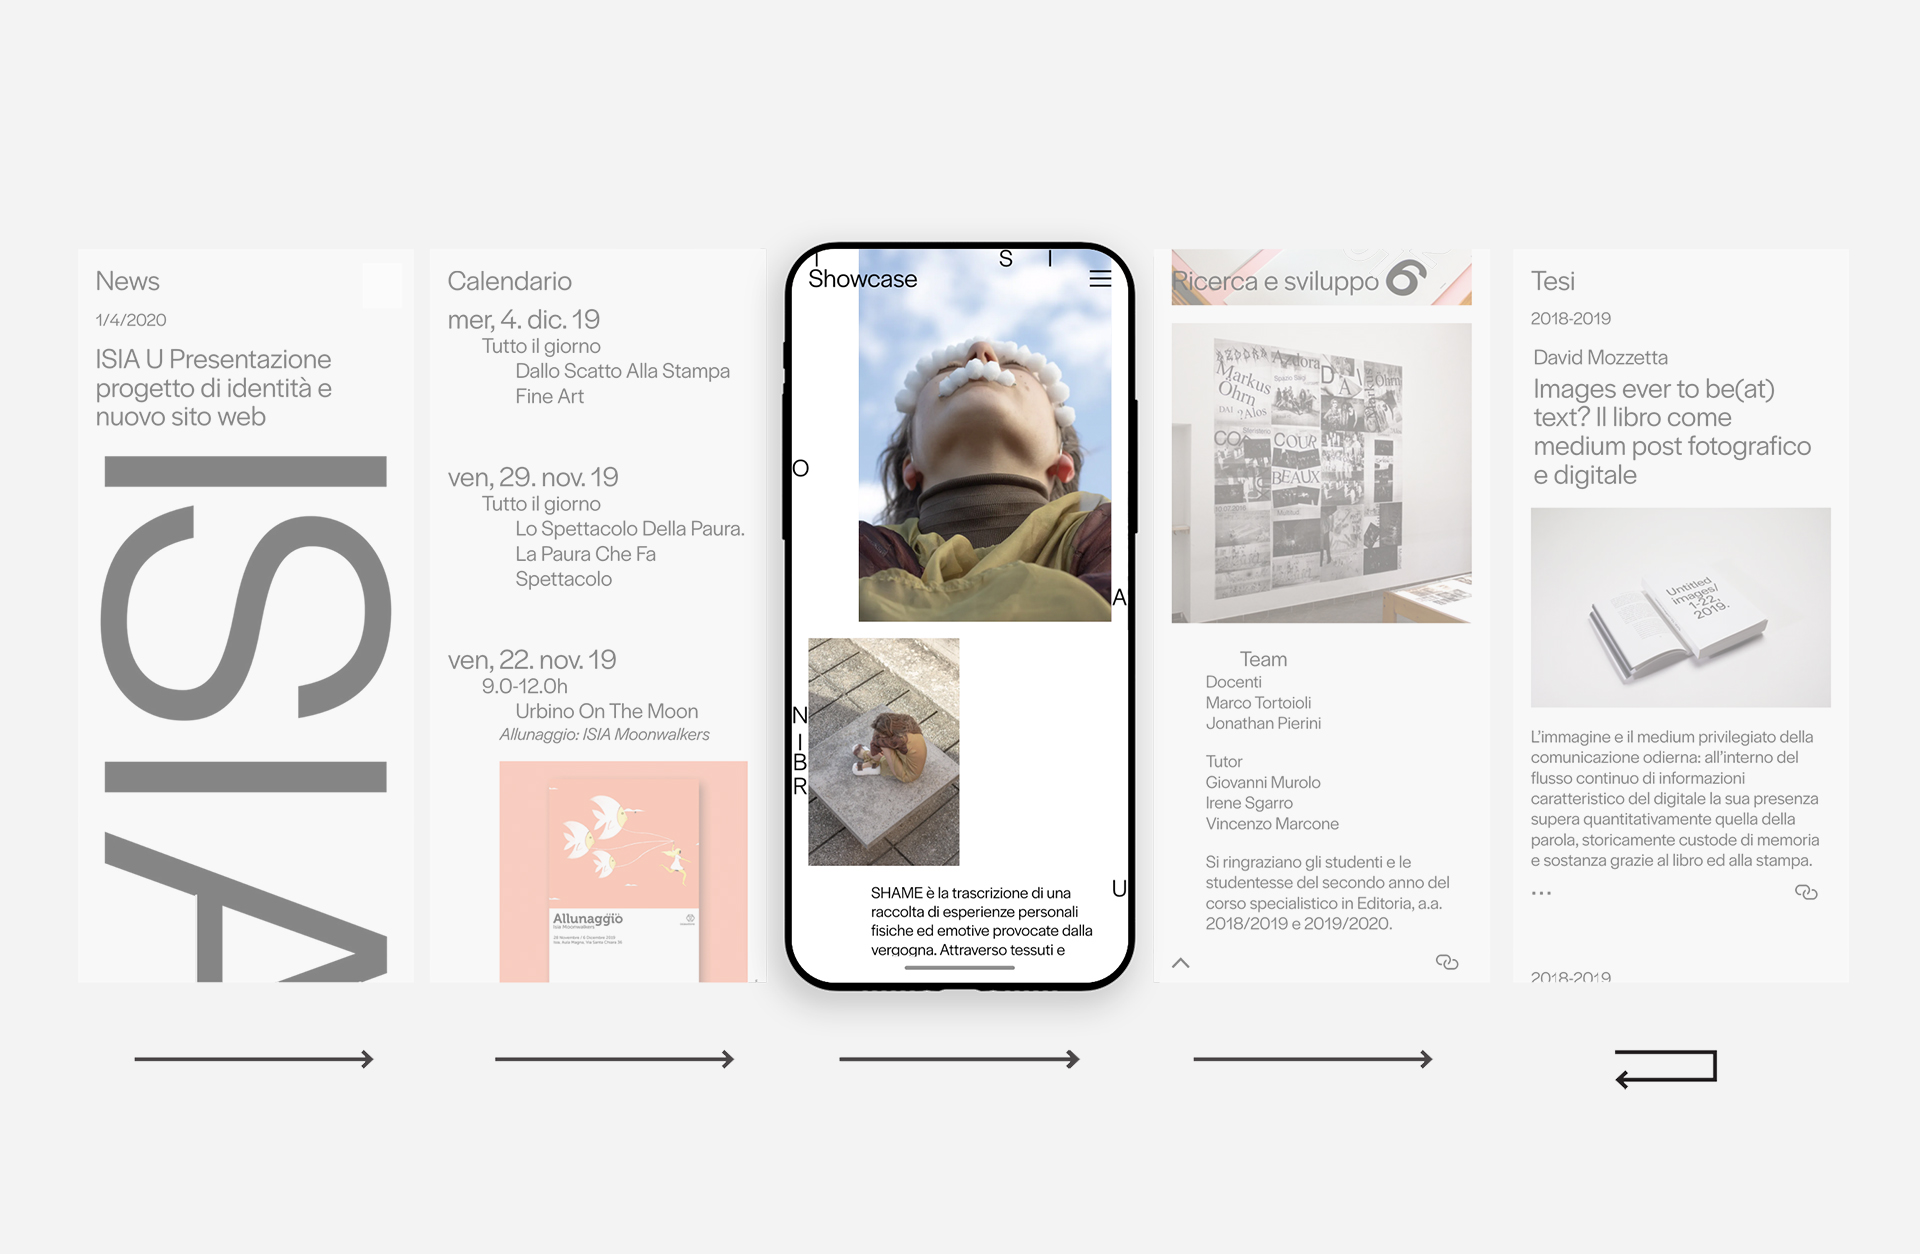 News
1/4/2020
ISIA U Presentazione
progetto di identità e
nuovo sito web
ISIA
Calendario
mer, 4. dic. 19
Tutto il giorno
Dallo Scatto Alla Stampa
Fine Art
ven, 29. nov. 19
Tutto il giorno
Lo Spettacolo Della Paura.
La Paura Che Fa
Spettacolo
ven, 22. nov. 19
9.0-12.0h
Urbino On The Moon
Allunaggio: ISIA Moonwalkers
Allunaggio
Isia Moonwalkers
I S I
Showcase
O
A
N
I
B
R
U
SHAME è la trascrizione di una
raccolta di esperienze personali
fisiche ed emotive provocate dalla
vergogna. Attraverso tessuti e
Ricerca e sviluppo 6
Azdora
Markus
Öhrn
D A I
Öhrn
COUR
BEAUX
Team
Docenti
Marco Tortoioli
Jonathan Pierini
Tutor
Giovanni Murolo
Irene Sgarro
Vincenzo Marcone
Si ringraziano gli studenti e le
studentesse del secondo anno del
corso specialistico in Editoria, a.a.
2018/2019 e 2019/2020.
Tesi
2018-2019
David Mozzetta
Images ever to be(at)
text? Il libro come
medium post fotografico
e digitale
Untitled
images/
1-22,
2019.
L'immagine e il medium privilegiato della
comunicazione odierna: all'interno del
flusso continuo di informazioni
caratteristico del digitale la sua presenza
supera quantitativamente quella della
parola, storicamente custode di memoria
e sostanza grazie al libro ed alla stampa.
2018-2019